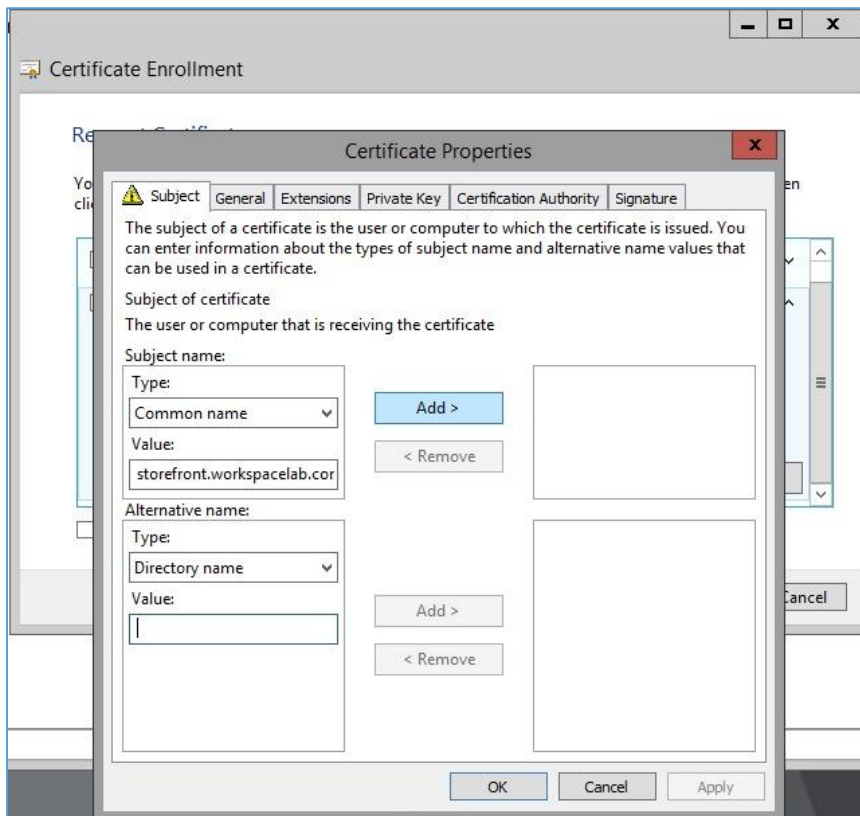 Certificate Enrollment
Certificate Properties
Subject
General
Extensions
Private Key
Certification Authority
Signature
The subject of a certificate is the user or computer to which the certificate is issued. You
can enter information about the types of subject name and alternative name values that
can be used in a certificate.
Subject of certificate
The user or computer that is receiving the certificate
Subject name:
Type:
Common name
Add >
Value:
< Remove
storefront.workspacelab.cor
Alternative name:
Type:
Directory name
Value:
Add >
< Remove
Cancel
OK
Cancel
Apply